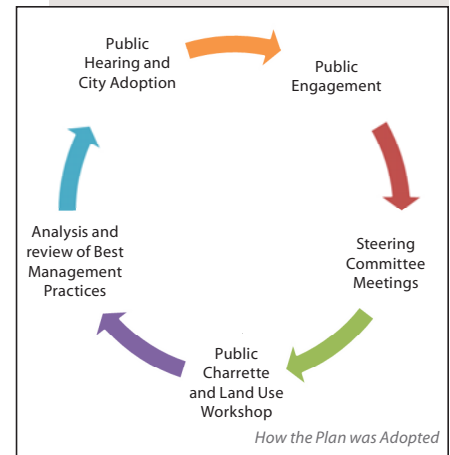 Public
Hearing and
City Adoption
Public
Engagement
Steering
Committee
Meetings
Public
Charrette
and Land Use
Workshop
Analysis and
review of Best
Management
Practices
How the Plan was Adopted